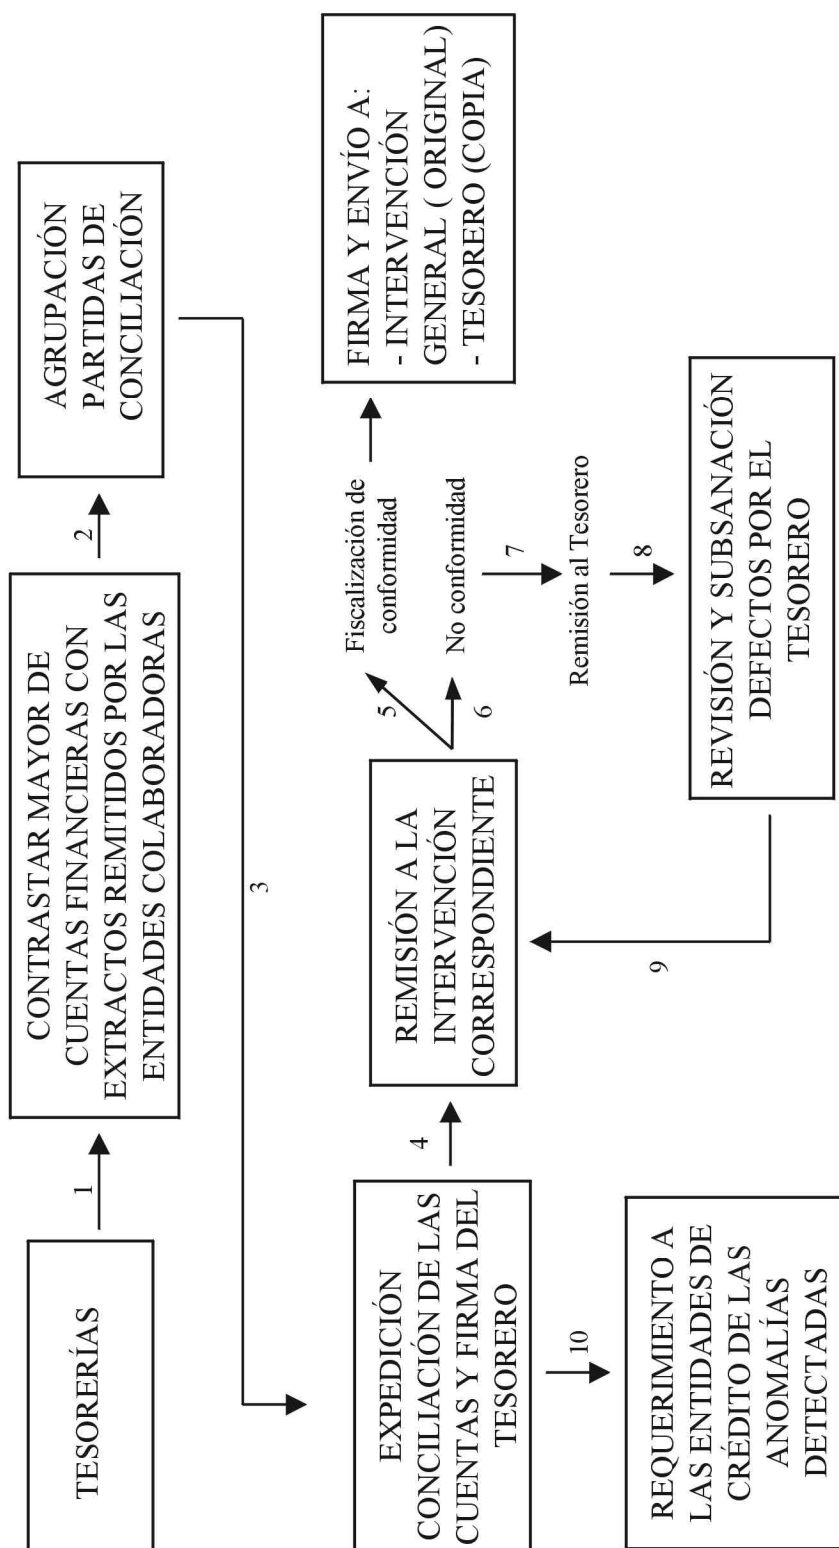 TESORERÍAS
1
CONTRASTAR MAYOR DE
CUENTAS FINANCIERAS CON
EXTRACTOS REMITIDOS POR LAS
ENTIDADES COLABORADORAS
2
AGRUPACIÓN
PARTIDAS DE
CONCILIACIÓN
3
EXPEDICIÓN
CONCILIACIÓN DE LAS
CUENTAS Y FIRMA DEL
TESORERO
4
REMISIÓN A LA
INTERVENCIÓN
CORRESPONDIENTE
5
Fiscalización de
conformidad
FIRMA Y ENVÍO A:
- INTERVENCIÓN
GENERAL ( ORIGINAL)
- TESORERO (COPIA)
6
No conformidad
7
Remisión al Tesorero
8
REVISIÓN Y SUBSANACIÓN
DEFECTOS POR EL
TESORERO
9
10
REQUERIMIENTO A
LAS ENTIDADES DE
CRÉDITO DE LAS
ANOMALÍAS
DETECTADAS